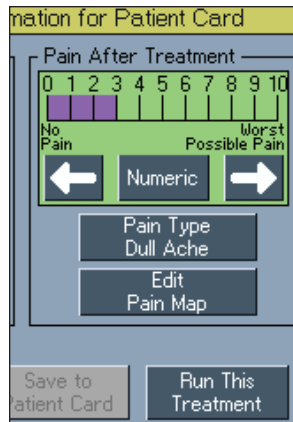 mation for Patient Card
Pain After Treatment
0 1 2 3 4 5 6 7 8 9 10
No Worst
Pain Possible Pain
Numeric
Pain Type
Dull Ache
Edit
Pain Map
Save to Run This
Patient Card Treatment